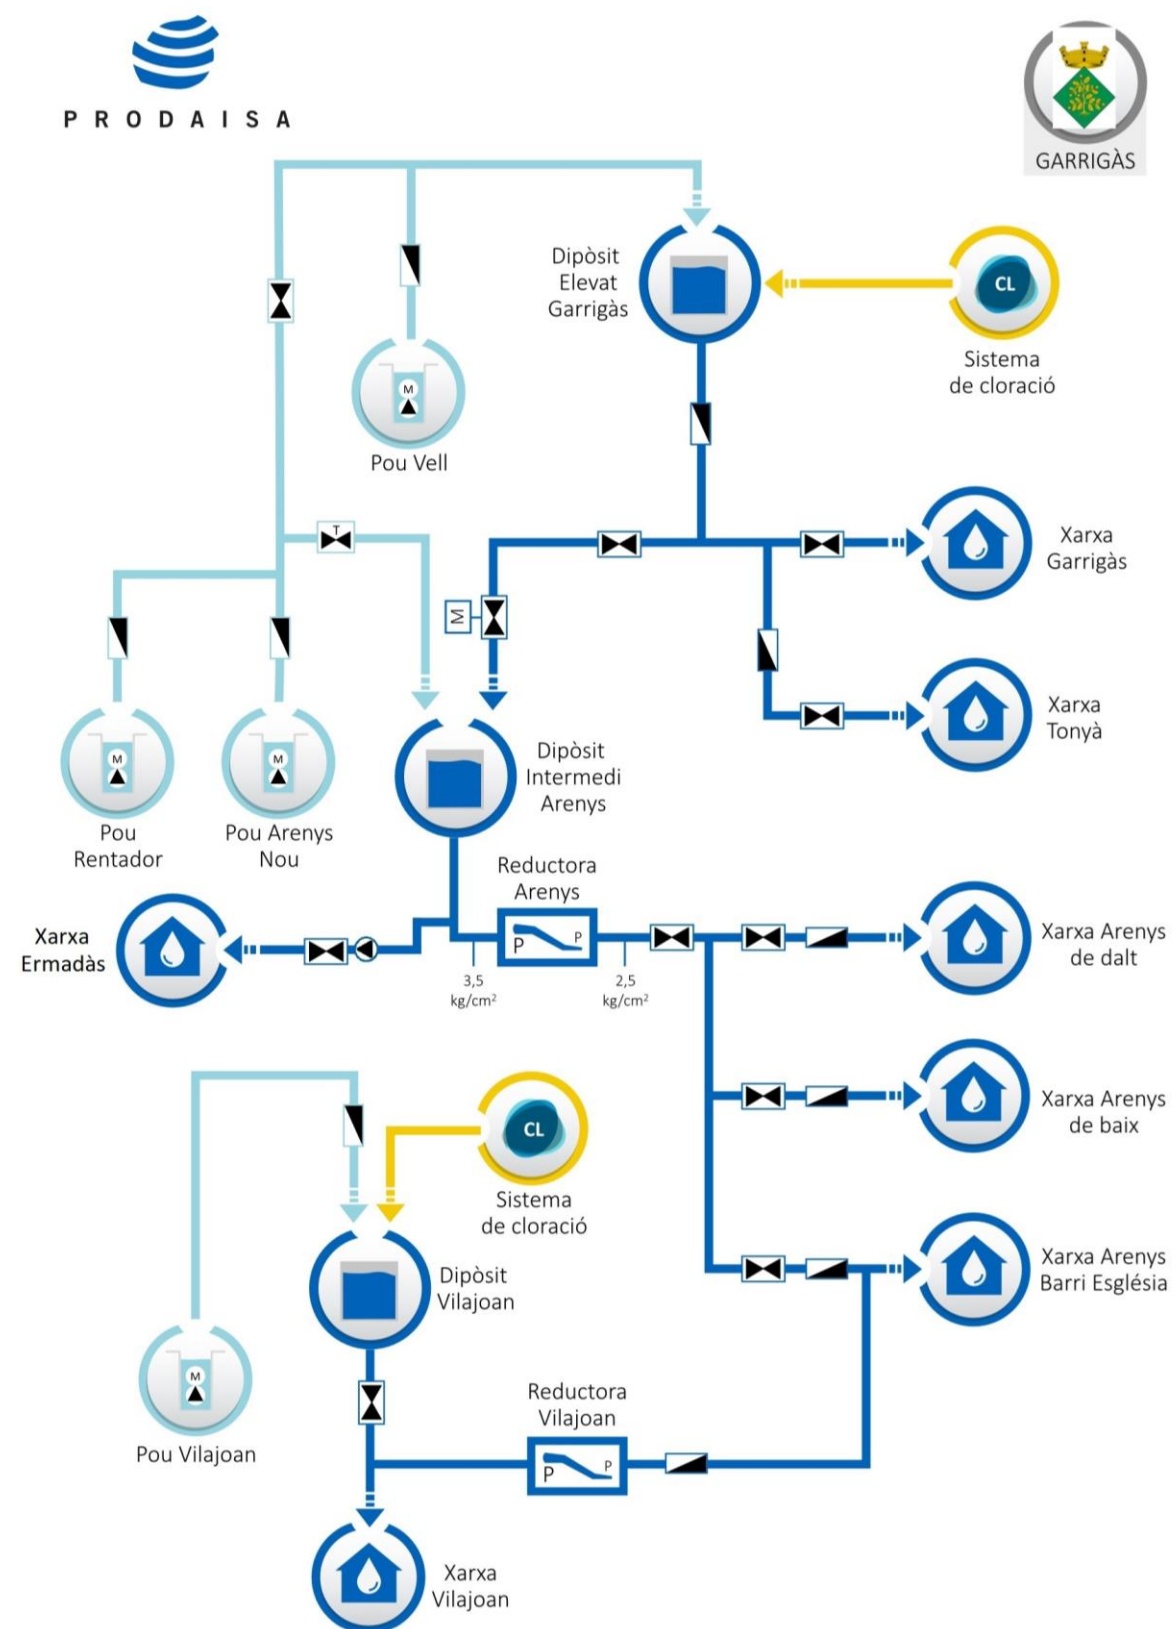 PRODAISA
GARRIGÀS
Dipòsit
Elevat
Garrigàs
CL
Sistema
de cloració
M
Pou Vell
T
Xarxa
Garrigàs
M
Xarxa
Tonyà
M
M
Dipòsit
Intermedi
Arenys
Pou
Rentador
Pou Arenys
Nou
Reductora
Arenys
P
P
Xarxa
Ermadàs
3,5
kg/cm²
2,5
kg/cm²
Xarxa Arenys
de dalt
Xarxa Arenys
de baix
CL
Sistema
de cloració
Xarxa Arenys
Barri Església
Dipòsit
Vilajoan
M
Pou Vilajoan
Reductora
Vilajoan
P
P
Xarxa
Vilajoan